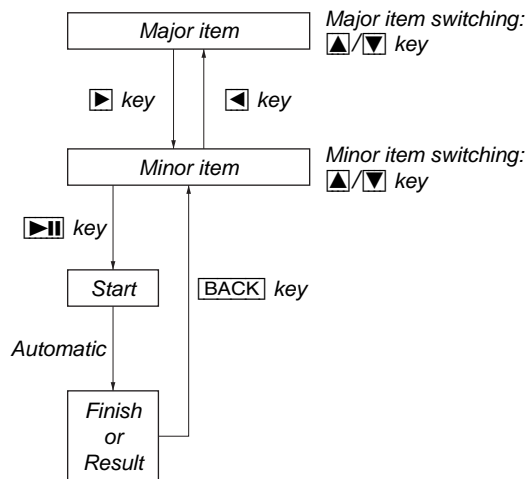 Major item
Major item switching:
▲/▼ key
▶ key
◀ key
Minor item
Minor item switching:
▲/▼ key
▶II key
Start
BACK key
Automatic
Finish
or
Result